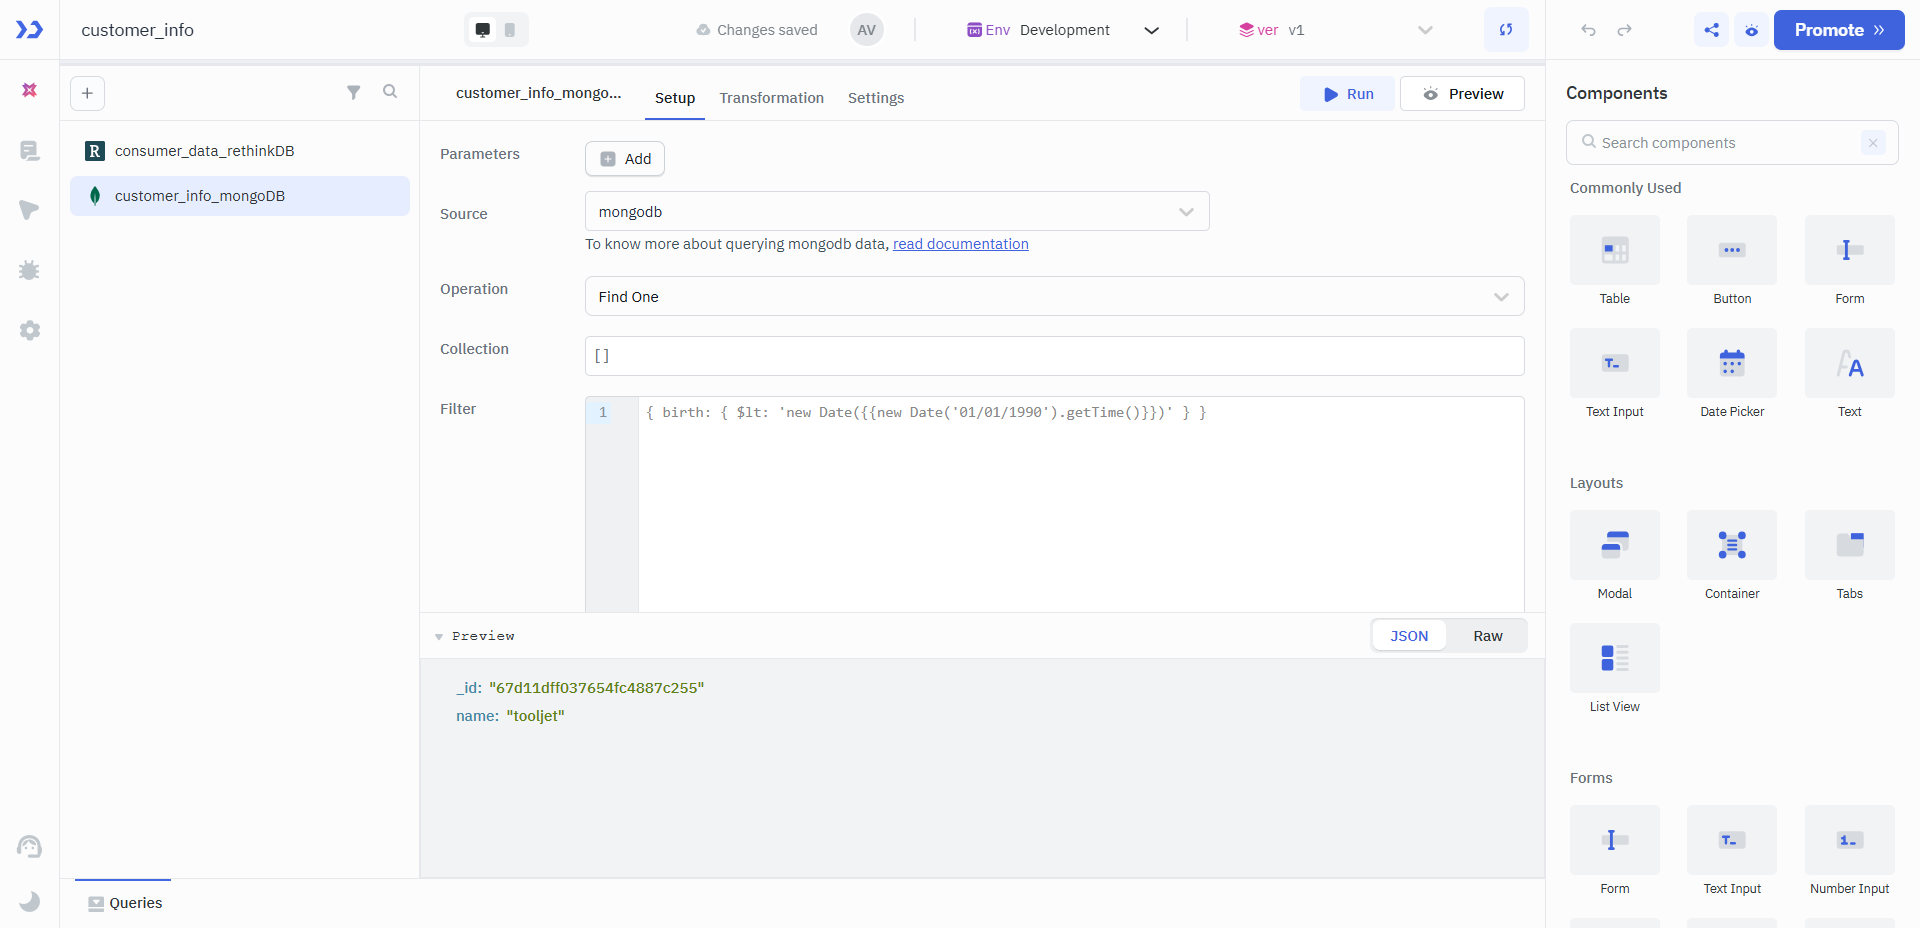 customer_info
Changes saved
AV
Env Development
ver v1
Promote
consumer_data_rethinkDB
customer_info_mongoDB
customer_info_mongo...
Setup
Transformation
Settings
Run
Preview
Parameters
Add
Source
mongodb
To know more about querying mongodb data, read documentation
Operation
Find One
Collection
[]
Filter
1
{ birth: { $lt: 'new Date({{new Date('01/01/1990').getTime()}})' } }
Preview
JSON
Raw
_id: "67d11dff037654fc4887c255"
name: "tooljet"
Queries
Components
Search components
Commonly Used
Table
Button
Form
Text Input
Date Picker
Text
Layouts
Modal
Container
Tabs
List View
Forms
Form
Text Input
Number Input